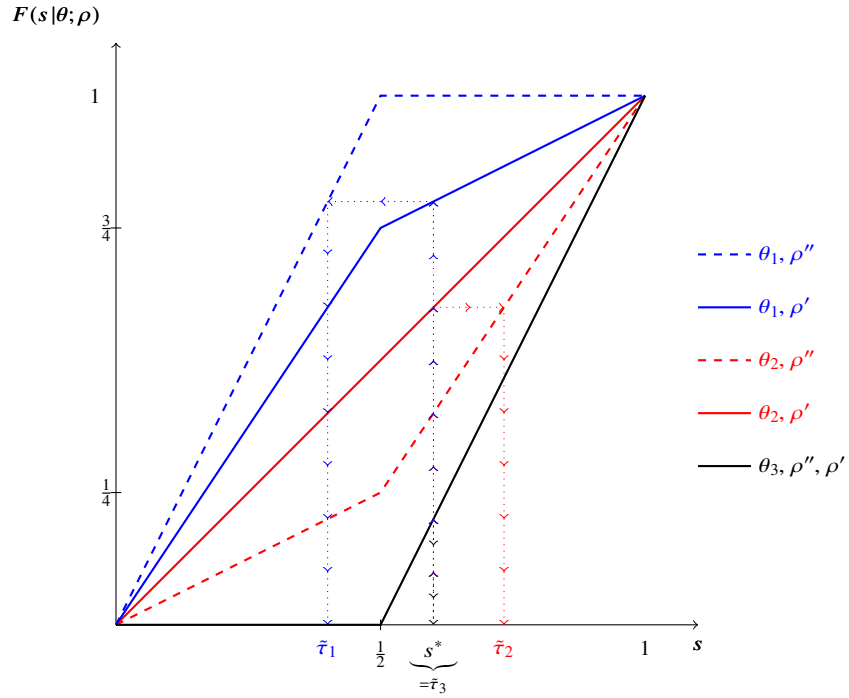 F(s|θ; ρ)
1
3/4
1/4
θ₁, ρ″
θ₁, ρ′
θ₂, ρ″
θ₂, ρ′
θ₃, ρ″, ρ′
τ̃₁ 1/2 s* τ̃₂ 1 s
=τ̃₃